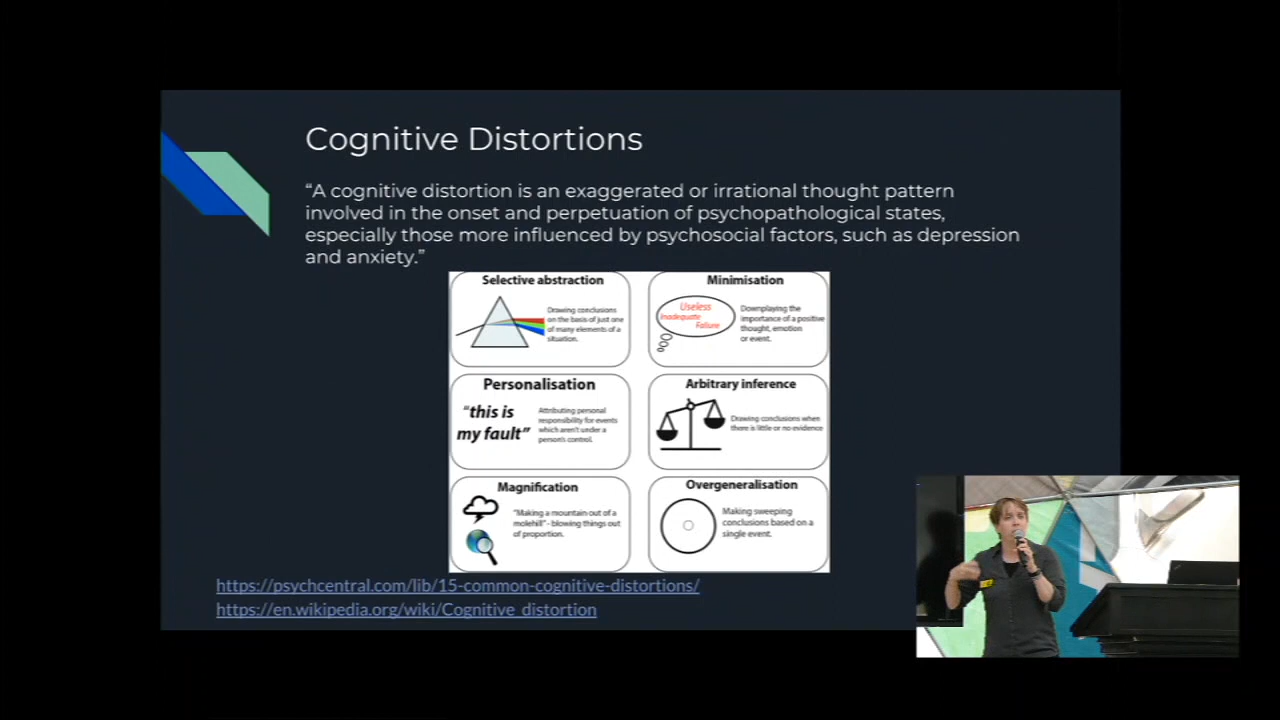 Cognitive Distortions
“A cognitive distortion is an exaggerated or irrational thought pattern
involved in the onset and perpetuation of psychopathological states,
especially those more influenced by psychosocial factors, such as depression
and anxiety.”
Selective abstraction
Drawing conclusions
on the basis of just one
of many elements of a
situation.
Minimisation
Useless
Inadequate
Failure
Downplaying the
importance of a positive
thought, emotion
or event.
Personalisation
“this is
my fault”
Attributing personal
responsibility for events
which aren’t under a
person’s control.
Arbitrary inference
Drawing conclusions when
there is little or no evidence
Magnification
“Making a mountain out of a
molehill” - blowing things out
of proportion.
Overgeneralisation
Making sweeping
conclusions based on a
single event.
https://psychcentral.com/lib/15-common-cognitive-distortions/
https://en.wikipedia.org/wiki/Cognitive_distortion